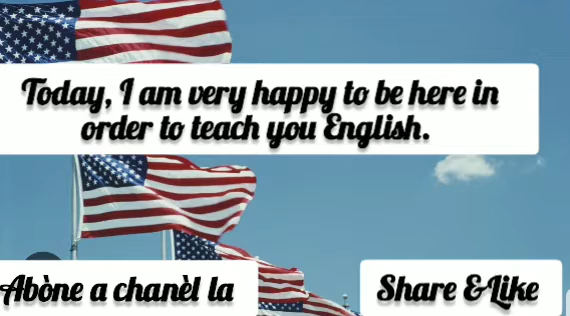 Today, I am very happy to be here in
order to teach you English.
Abòne a chanèl la
Share & Like